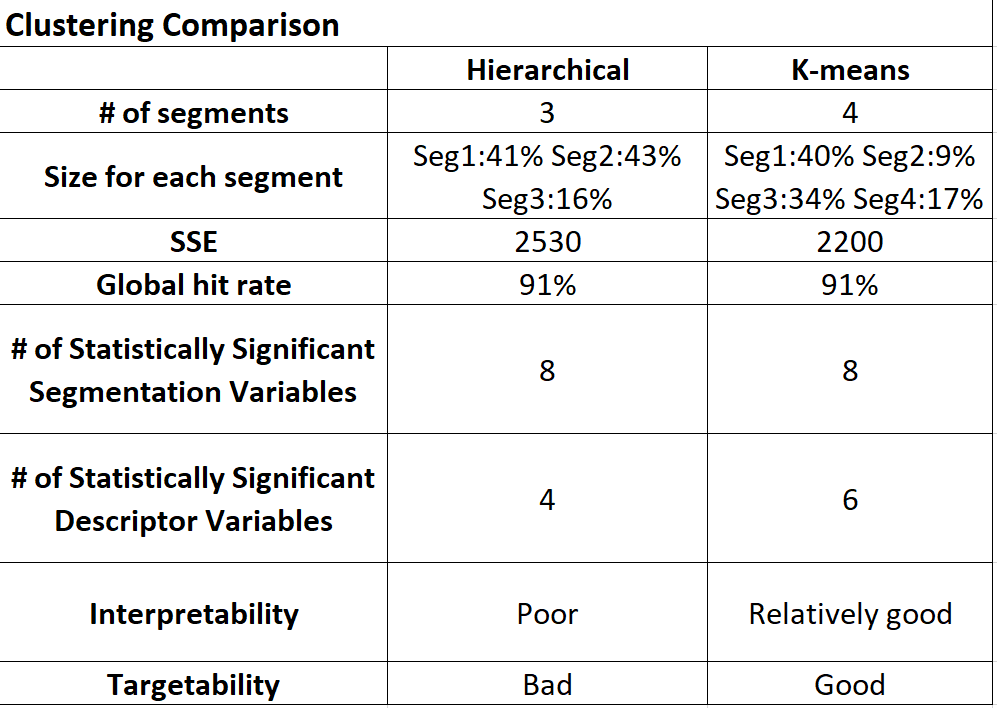 Clustering Comparison
Hierarchical K-means
# of segments 3 4
Size for each segment Seg1:41% Seg2:43% Seg3:16% Seg1:40% Seg2:9% Seg3:34% Seg4:17%
SSE 2530 2200
Global hit rate 91% 91%
# of Statistically Significant Segmentation Variables 8 8
# of Statistically Significant Descriptor Variables 4 6
Interpretability Poor Relatively good
Targetability Bad Good